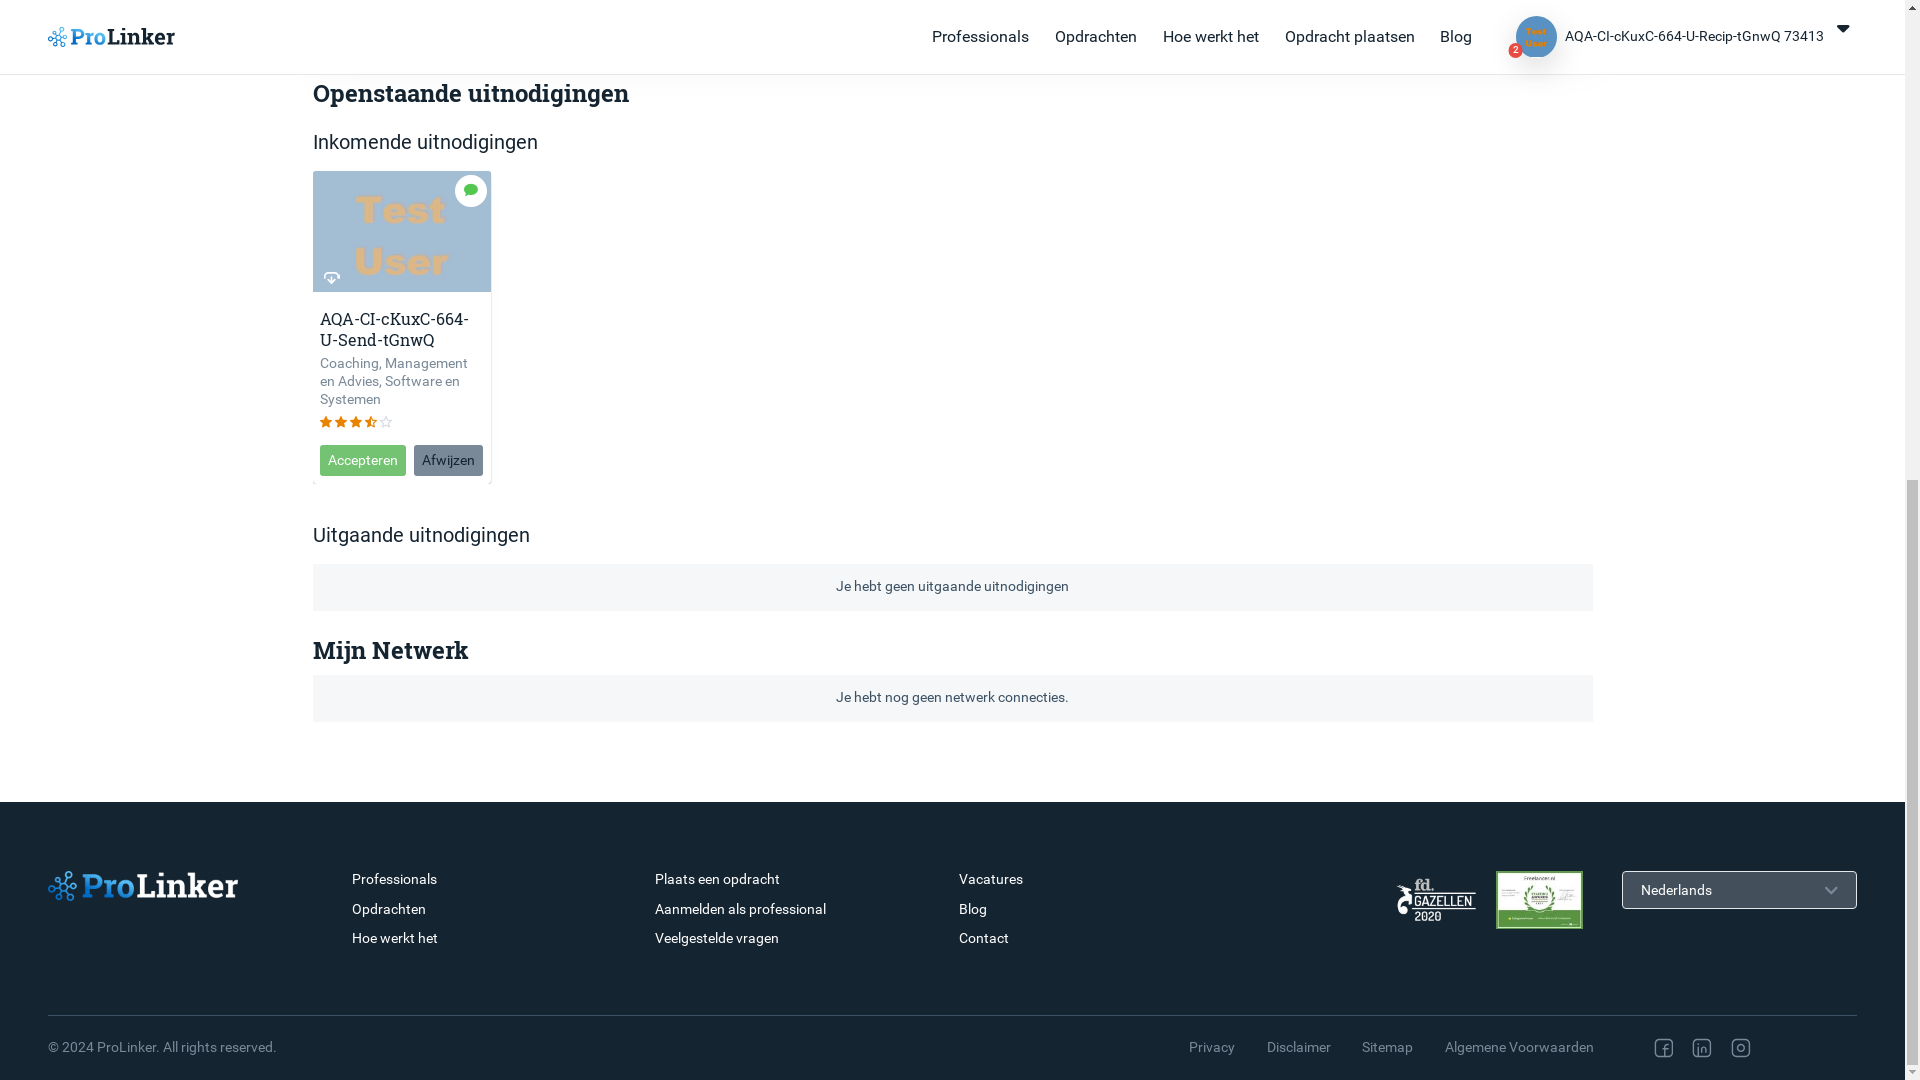 ProLinker
Professionals
Opdrachten
Hoe werkt het
Opdracht plaatsen
Blog
Test
User
2
AQA-CI-cKuxC-664-U-Recip-tGnwQ 73413
Openstaande uitnodigingen
Inkomende uitnodigingen
Test
User
AQA-CI-cKuxC-664-
U-Send-tGnwQ
Coaching, Management
en Advies, Software en
Systemen
Accepteren
Afwijzen
Uitgaande uitnodigingen
Je hebt geen uitgaande uitnodigingen
Mijn Netwerk
Je hebt nog geen netwerk connecties.
ProLinker
Professionals
Opdrachten
Hoe werkt het
Plaats een opdracht
Aanmelden als professional
Veelgestelde vragen
Vacatures
Blog
Contact
fd.
GAZELLEN
2020
Freelancer.nl
Nederlands
© 2024 ProLinker. All rights reserved.
Privacy
Disclaimer
Sitemap
Algemene Voorwaarden